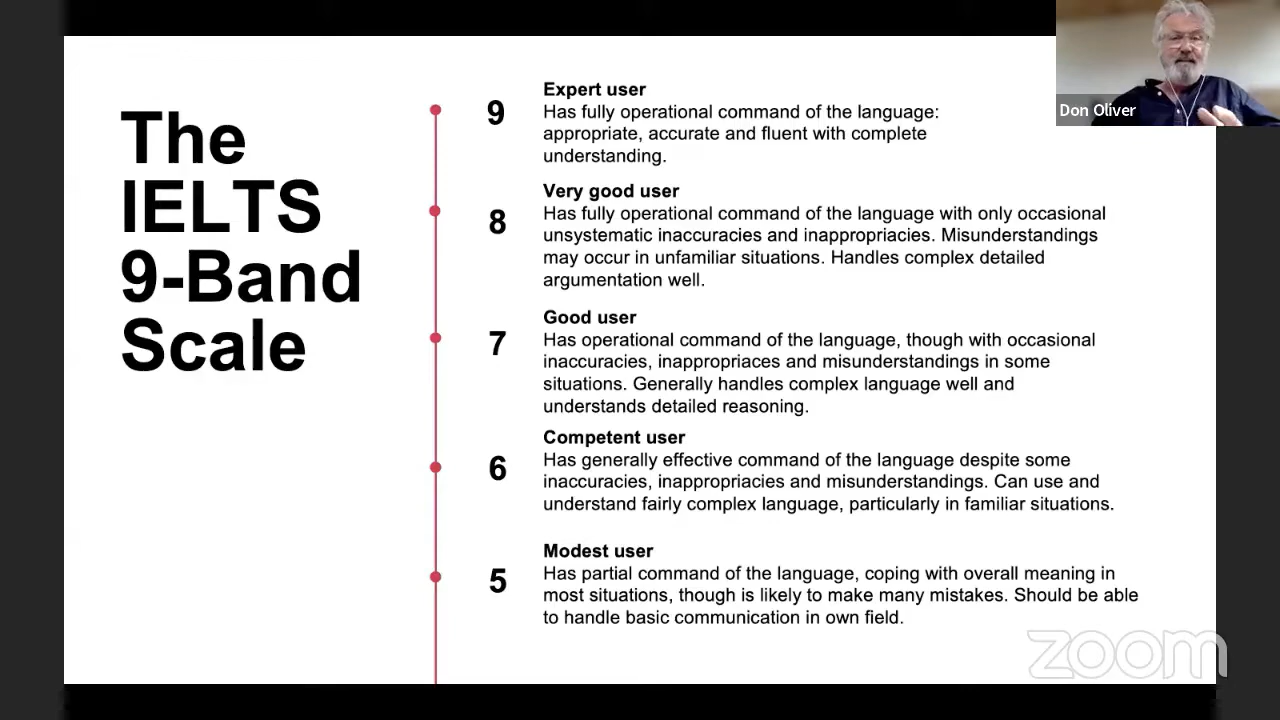 The
IELTS
9-Band
Scale
9
Expert user
Has fully operational command of the language:
appropriate, accurate and fluent with complete
understanding.
8
Very good user
Has fully operational command of the language with only occasional
unsystematic inaccuracies and inappropriacies. Misunderstandings
may occur in unfamiliar situations. Handles complex detailed
argumentation well.
7
Good user
Has operational command of the language, though with occasional
inaccuracies, inappropriaces and misunderstandings in some
situations. Generally handles complex language well and
understands detailed reasoning.
6
Competent user
Has generally effective command of the language despite some
inaccuracies, inappropriacies and misunderstandings. Can use and
understand fairly complex language, particularly in familiar situations.
5
Modest user
Has partial command of the language, coping with overall meaning in
most situations, though is likely to make many mistakes. Should be able
to handle basic communication in own field.
Don Oliver
zoom